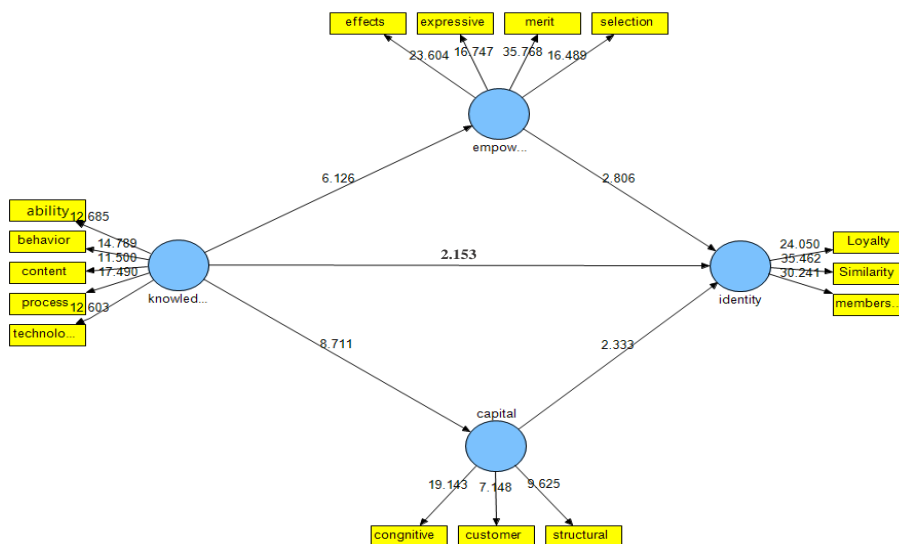 effects
expressive
merit
selection
23.604
16.747
35.768
16.489
empow...
6.126
2.806
ability
behavior
content
process
technolo...
12.685
14.789
11.500
17.490
12.603
knowled...
2.153
24.050
35.462
30.241
Loyalty
Similarity
members...
identity
8.711
2.333
capital
19.143
7.148
9.625
congnitive
customer
structural